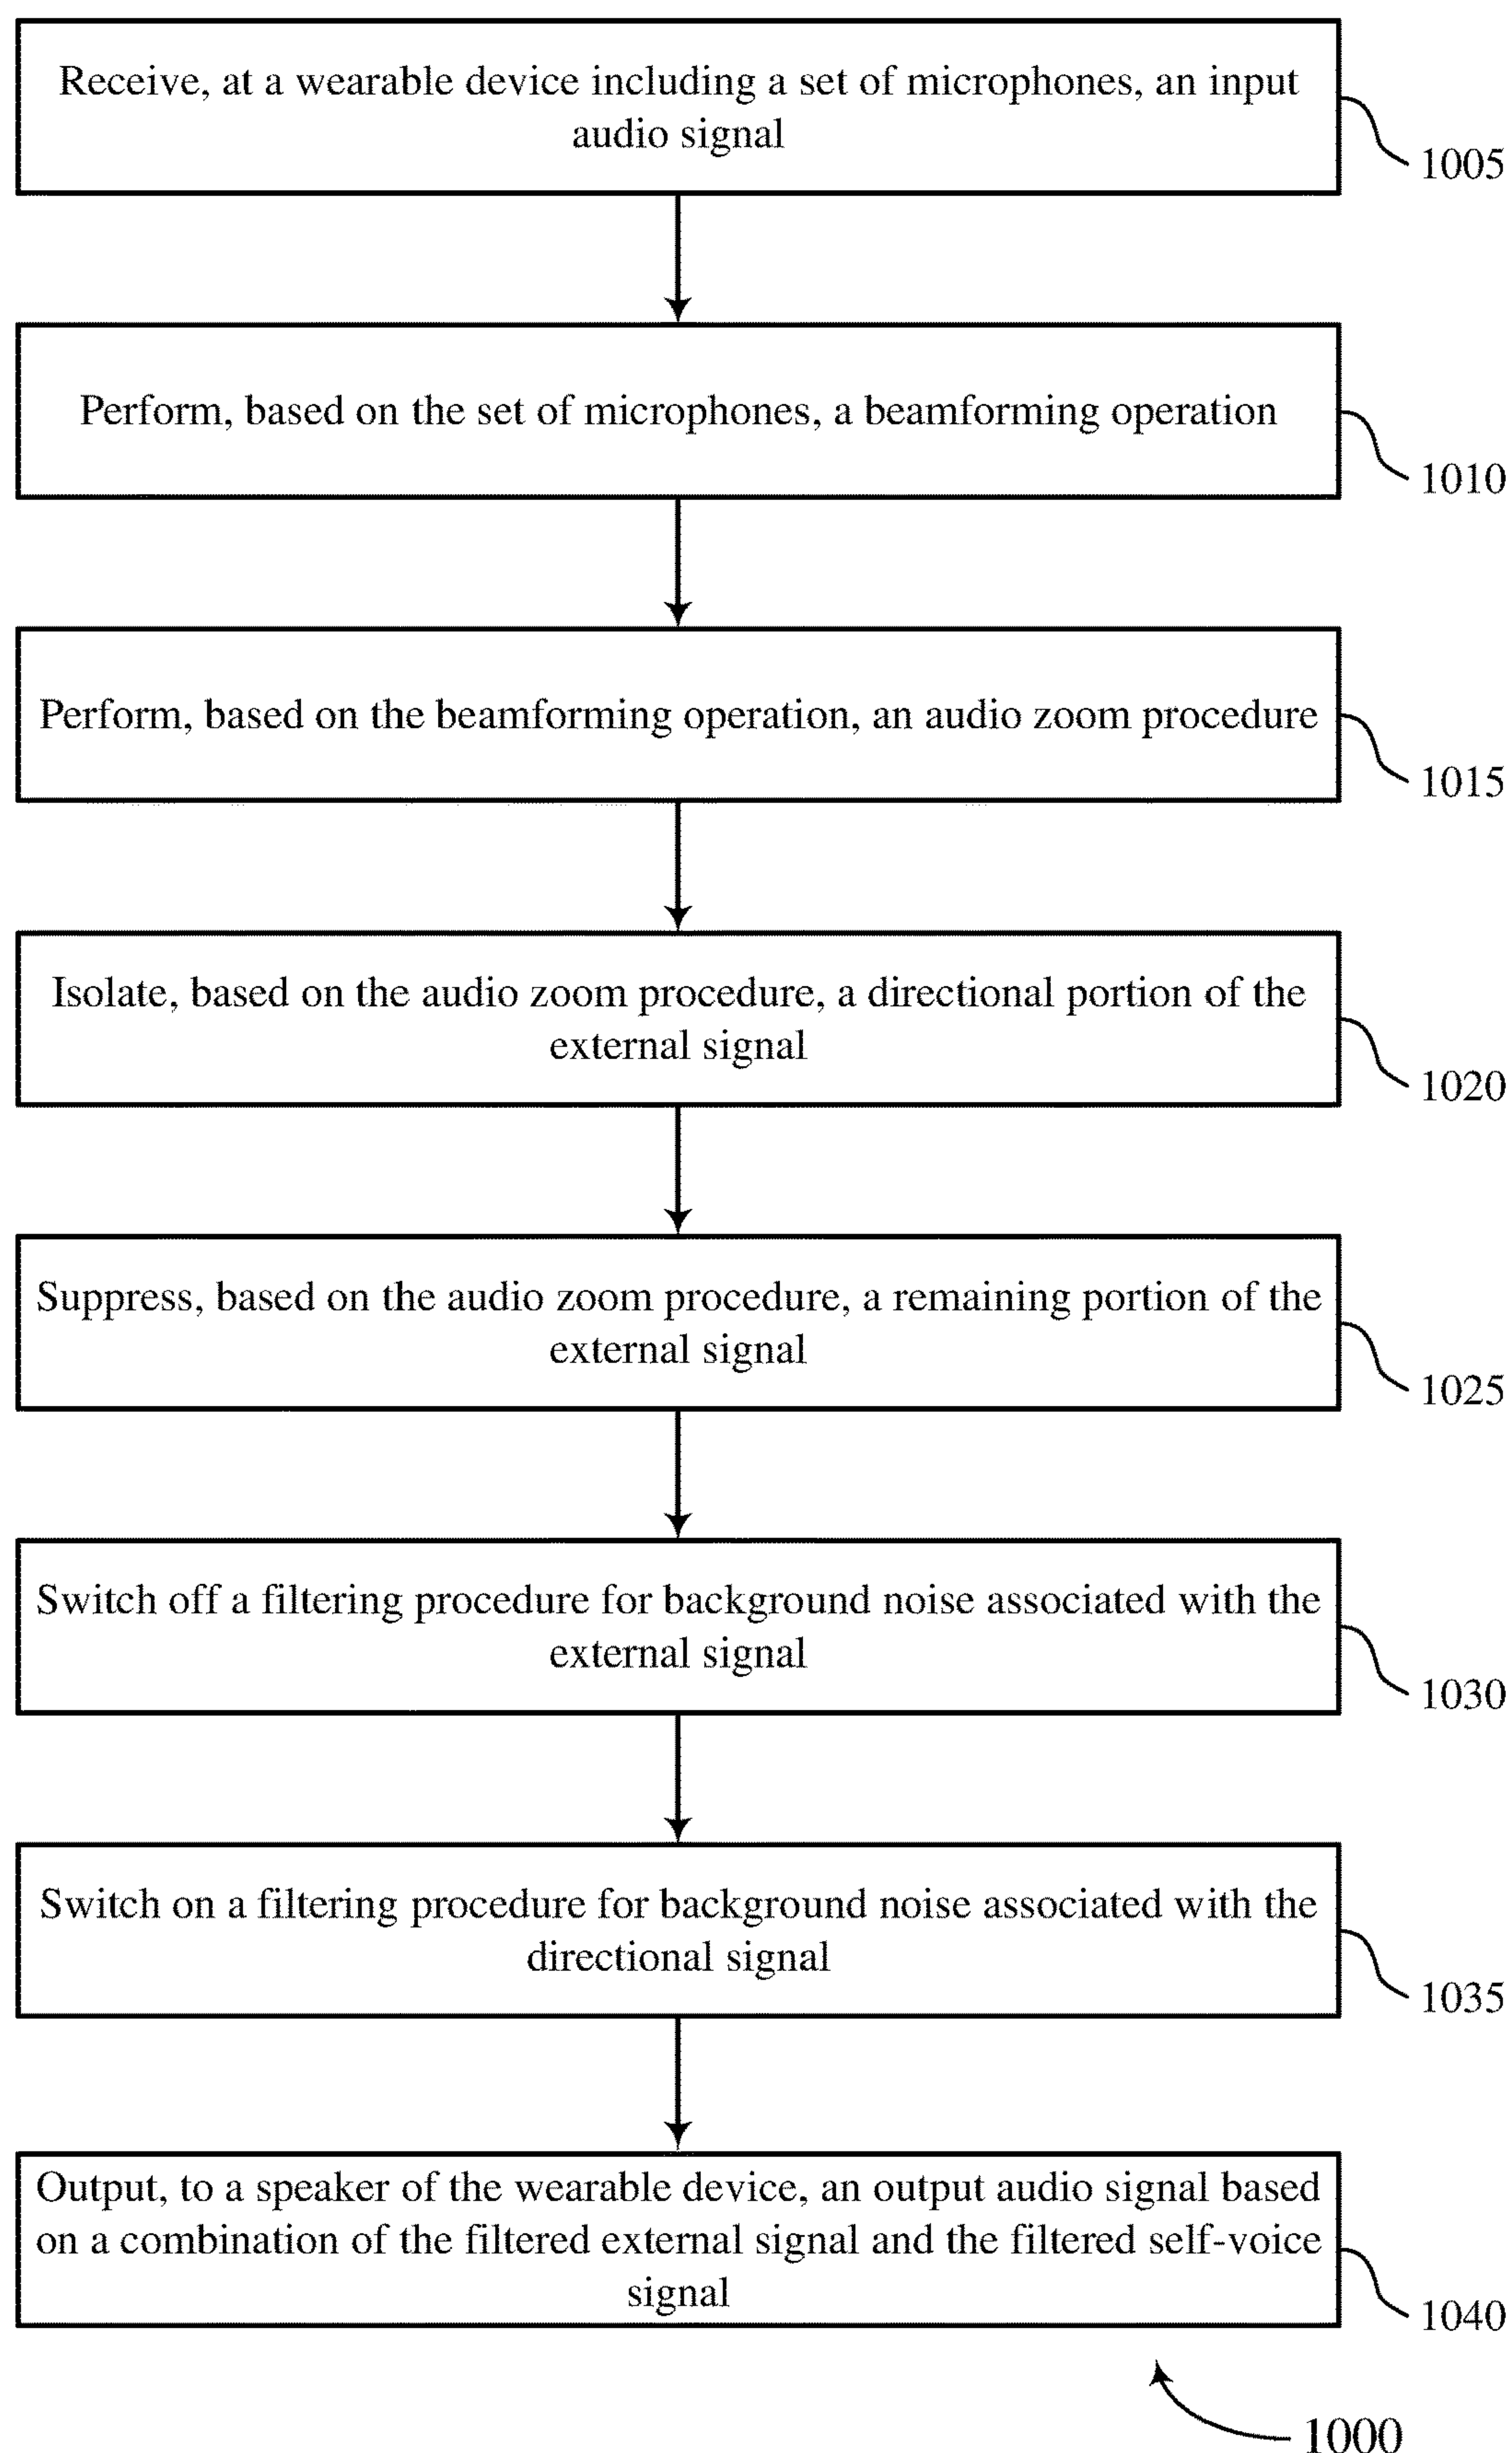 Receive, at a wearable device including a set of microphones, an input
audio signal
1005
Perform, based on the set of microphones, a beamforming operation
1010
Perform, based on the beamforming operation, an audio zoom procedure
1015
Isolate, based on the audio zoom procedure, a directional portion of the
external signal
1020
Suppress, based on the audio zoom procedure, a remaining portion of the
external signal
1025
Switch off a filtering procedure for background noise associated with the
external signal
1030
Switch on a filtering procedure for background noise associated with the
directional signal
1035
Output, to a speaker of the wearable device, an output audio signal based
on a combination of the filtered external signal and the filtered self-voice
signal
1040
1000